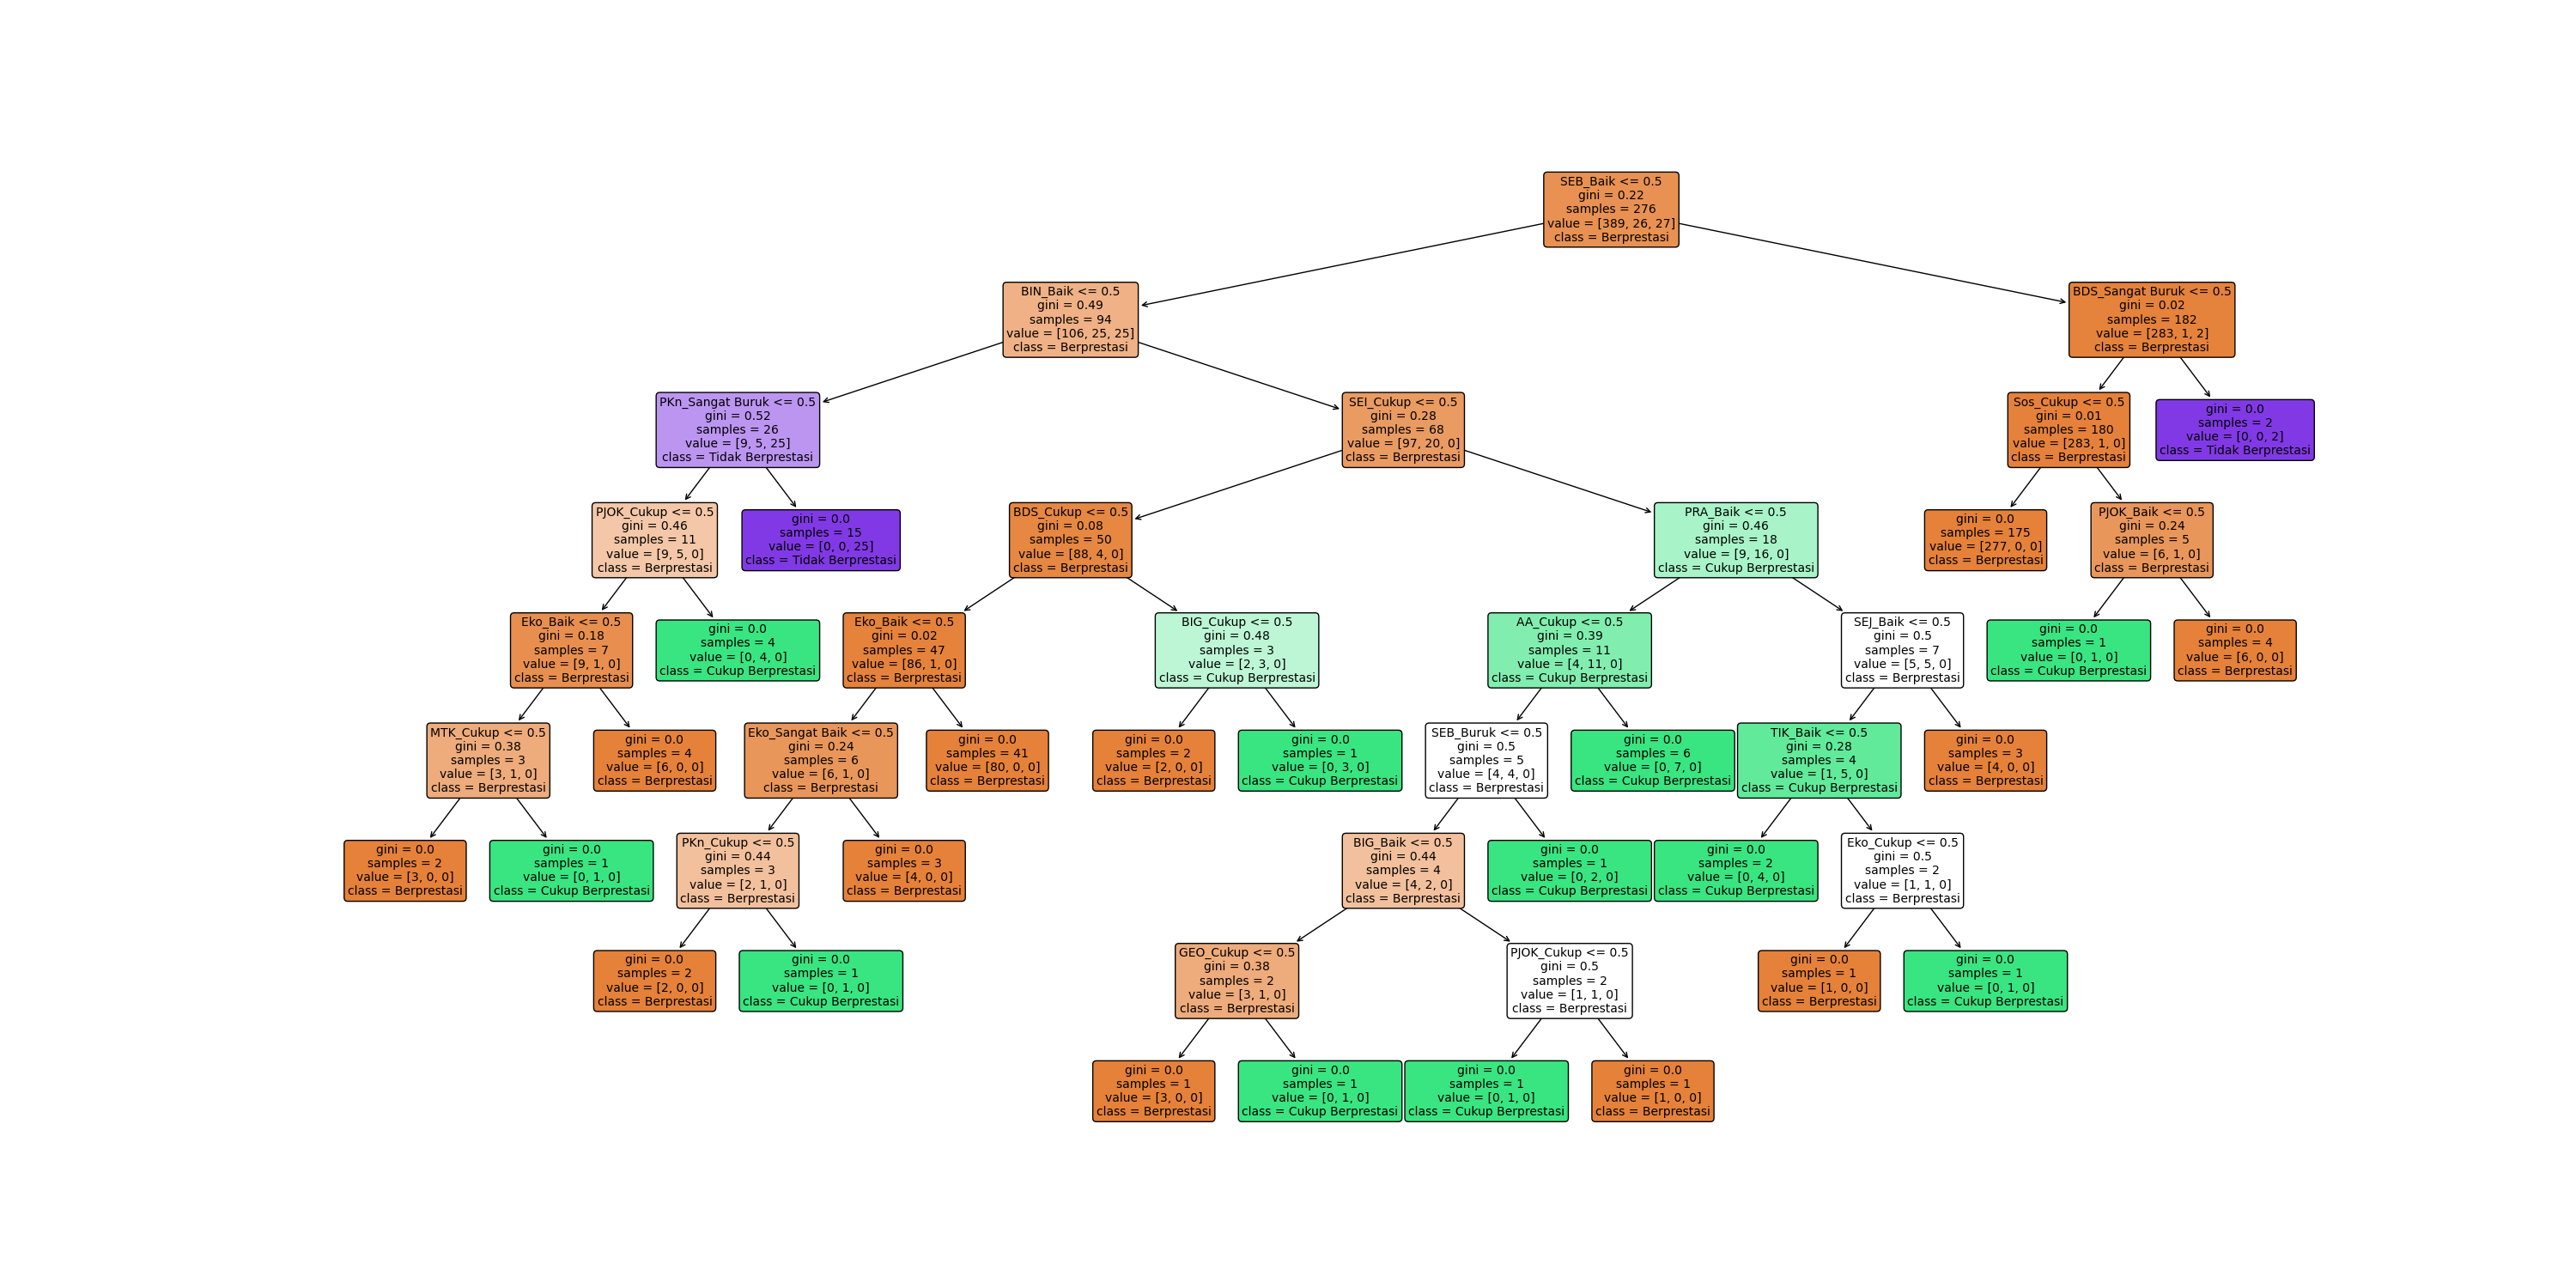 SEB_Baik <= 0.5
gini = 0.22
samples = 276
value = [389, 26, 27]
class = Berprestasi
BIN_Baik <= 0.5
gini = 0.49
samples = 94
value = [106, 25, 25]
class = Berprestasi
BDS_Sangat Buruk <= 0.5
gini = 0.02
samples = 182
value = [283, 1, 2]
class = Berprestasi
PKn_Sangat Buruk <= 0.5
gini = 0.52
samples = 26
value = [9, 5, 25]
class = Tidak Berprestasi
SEI_Cukup <= 0.5
gini = 0.28
samples = 68
value = [97, 20, 0]
class = Berprestasi
Sos_Cukup <= 0.5
gini = 0.01
samples = 180
value = [283, 1, 0]
class = Berprestasi
gini = 0.0
samples = 2
value = [0, 0, 2]
class = Tidak Berprestasi
PJOK_Cukup <= 0.5
gini = 0.46
samples = 11
value = [9, 5, 0]
class = Berprestasi
gini = 0.0
samples = 15
value = [0, 0, 25]
class = Tidak Berprestasi
BDS_Cukup <= 0.5
gini = 0.08
samples = 50
value = [88, 4, 0]
class = Berprestasi
PRA_Baik <= 0.5
gini = 0.46
samples = 18
value = [9, 16, 0]
class = Cukup Berprestasi
gini = 0.0
samples = 175
value = [277, 0, 0]
class = Berprestasi
PJOK_Baik <= 0.5
gini = 0.24
samples = 5
value = [6, 1, 0]
class = Berprestasi
Eko_Baik <= 0.5
gini = 0.18
samples = 7
value = [9, 1, 0]
class = Berprestasi
gini = 0.0
samples = 4
value = [0, 4, 0]
class = Cukup Berprestasi
Eko_Baik <= 0.5
gini = 0.02
samples = 47
value = [86, 1, 0]
class = Berprestasi
BIG_Cukup <= 0.5
gini = 0.48
samples = 3
value = [2, 3, 0]
class = Cukup Berprestasi
AA_Cukup <= 0.5
gini = 0.39
samples = 11
value = [4, 11, 0]
class = Cukup Berprestasi
SEJ_Baik <= 0.5
gini = 0.5
samples = 7
value = [5, 5, 0]
class = Berprestasi
gini = 0.0
samples = 1
value = [0, 1, 0]
class = Cukup Berprestasi
gini = 0.0
samples = 4
value = [6, 0, 0]
class = Berprestasi
MTK_Cukup <= 0.5
gini = 0.38
samples = 3
value = [3, 1, 0]
class = Berprestasi
gini = 0.0
samples = 4
value = [6, 0, 0]
class = Berprestasi
Eko_Sangat Baik <= 0.5
gini = 0.24
samples = 6
value = [6, 1, 0]
class = Berprestasi
gini = 0.0
samples = 41
value = [80, 0, 0]
class = Berprestasi
gini = 0.0
samples = 2
value = [2, 0, 0]
class = Berprestasi
gini = 0.0
samples = 1
value = [0, 3, 0]
class = Cukup Berprestasi
SEB_Buruk <= 0.5
gini = 0.5
samples = 5
value = [4, 4, 0]
class = Berprestasi
gini = 0.0
samples = 6
value = [0, 7, 0]
class = Cukup Berprestasi
TIK_Baik <= 0.5
gini = 0.28
samples = 4
value = [1, 5, 0]
class = Cukup Berprestasi
gini = 0.0
samples = 3
value = [4, 0, 0]
class = Berprestasi
gini = 0.0
samples = 2
value = [3, 0, 0]
class = Berprestasi
gini = 0.0
samples = 1
value = [0, 1, 0]
class = Cukup Berprestasi
PKn_Cukup <= 0.5
gini = 0.44
samples = 3
value = [2, 1, 0]
class = Berprestasi
gini = 0.0
samples = 3
value = [4, 0, 0]
class = Berprestasi
BIG_Baik <= 0.5
gini = 0.44
samples = 4
value = [4, 2, 0]
class = Berprestasi
gini = 0.0
samples = 1
value = [0, 2, 0]
class = Cukup Berprestasi
gini = 0.0
samples = 2
value = [0, 4, 0]
class = Cukup Berprestasi
Eko_Cukup <= 0.5
gini = 0.5
samples = 2
value = [1, 1, 0]
class = Berprestasi
gini = 0.0
samples = 2
value = [2, 0, 0]
class = Berprestasi
gini = 0.0
samples = 1
value = [0, 1, 0]
class = Cukup Berprestasi
GEO_Cukup <= 0.5
gini = 0.38
samples = 2
value = [3, 1, 0]
class = Berprestasi
PJOK_Cukup <= 0.5
gini = 0.5
samples = 2
value = [1, 1, 0]
class = Berprestasi
gini = 0.0
samples = 1
value = [1, 0, 0]
class = Berprestasi
gini = 0.0
samples = 1
value = [0, 1, 0]
class = Cukup Berprestasi
gini = 0.0
samples = 1
value = [3, 0, 0]
class = Berprestasi
gini = 0.0
samples = 1
value = [0, 1, 0]
class = Cukup Berprestasi
gini = 0.0
samples = 1
value = [0, 1, 0]
class = Cukup Berprestasi
gini = 0.0
samples = 1
value = [1, 0, 0]
class = Berprestasi